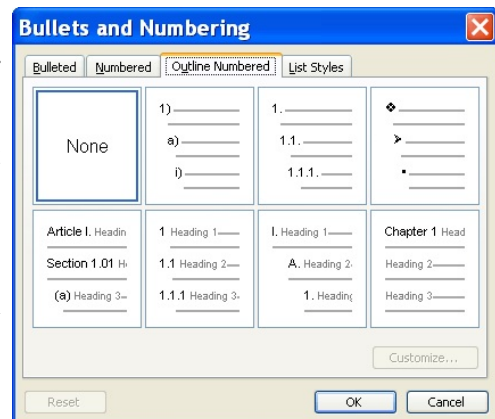 Bullets and Numbering
Bulleted Numbered Outline Numbered List Styles
None
1)
a)
i)
1.
1.1.
1.1.1.
Article I. Headin
Section 1.01 H
(a) Heading 3
1 Heading 1
1.1 Heading 2
1.1.1 Heading 3
I. Heading 1
A. Heading 2
1. Heading
Chapter 1 Head
Heading 2
Heading 3
Customize...
Reset OK Cancel